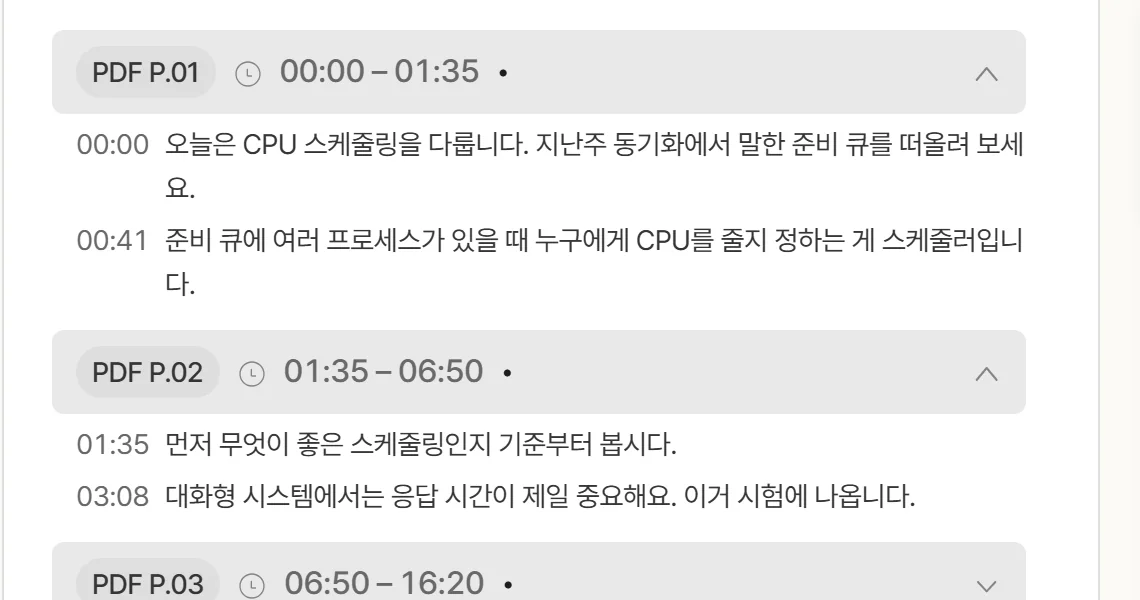 PDF P.01 00:00 – 01:35 •
00:00 오늘은 CPU 스케줄링을 다룹니다. 지난주 동기화에서 말한 준비 큐를 떠올려 보세
요.
00:41 준비 큐에 여러 프로세스가 있을 때 누구에게 CPU를 줄지 정하는 게 스케줄러입니
다.
PDF P.02 01:35 – 06:50 •
01:35 먼저 무엇이 좋은 스케줄링인지 기준부터 봅시다.
03:08 대화형 시스템에서는 응답 시간이 제일 중요해요. 이거 시험에 나옵니다.
PDF P.03 06:50 – 16:20 •